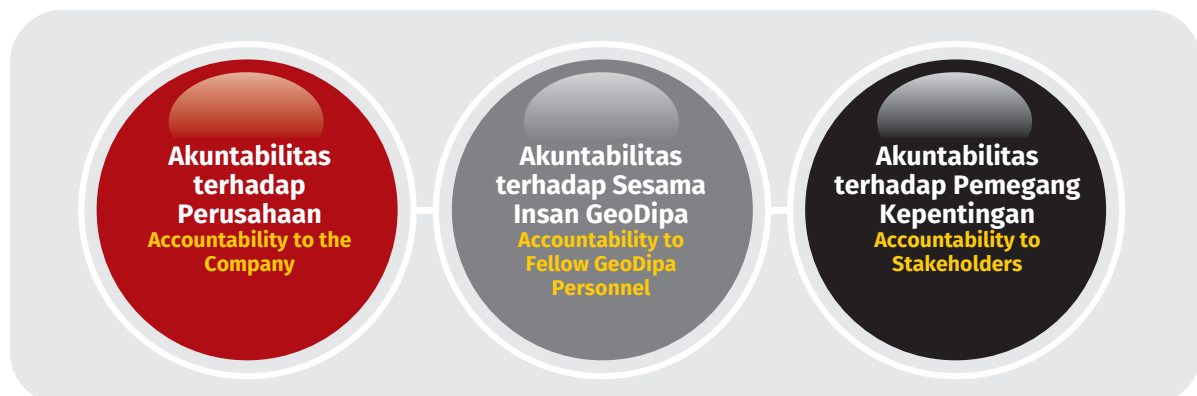 Akuntabilitas
terhadap
Perusahaan
Accountability to the
Company
Akuntabilitas
terhadap Sesama
Insan GeoDipa
Accountability to
Fellow GeoDipa
Personnel
Akuntabilitas
terhadap Pemegang
Kepentingan
Accountability to
Stakeholders